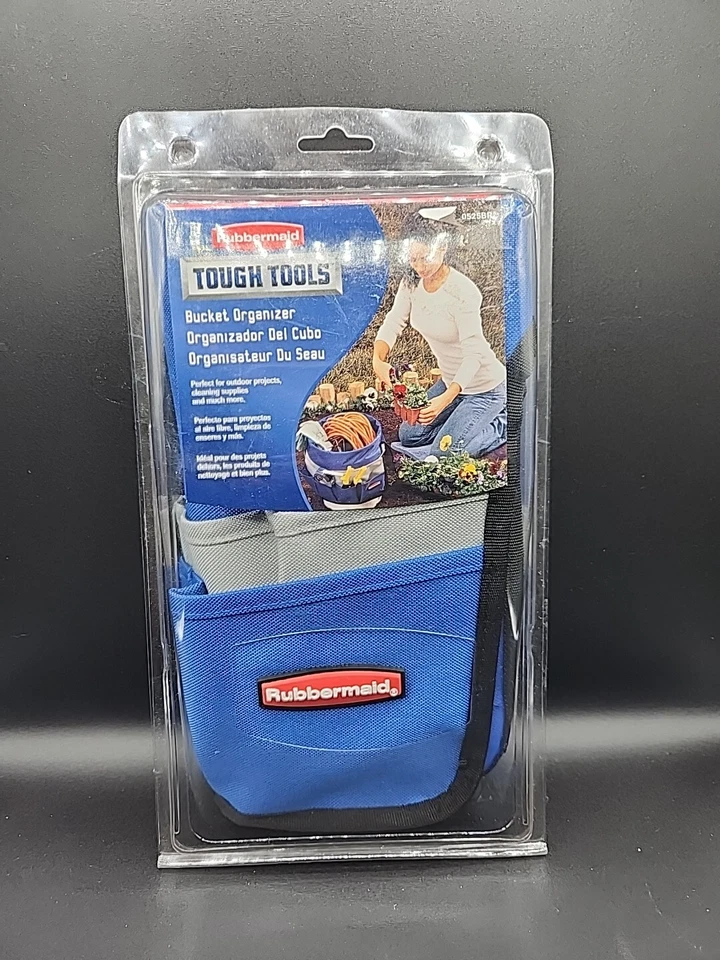 Rubbermaid
TOUGH TOOLS
Bucket Organizer
Organizador Del Cubo
Organisateur Du Seau
Perfect for outdoor projects,
cleaning supplies
and much more.
Perfecto para proyectos
al aire libre, limpieza de
enseres y más.
Idéal pour des projets
dehors, les produits de
nettoyage et bien plus.
Rubbermaid®